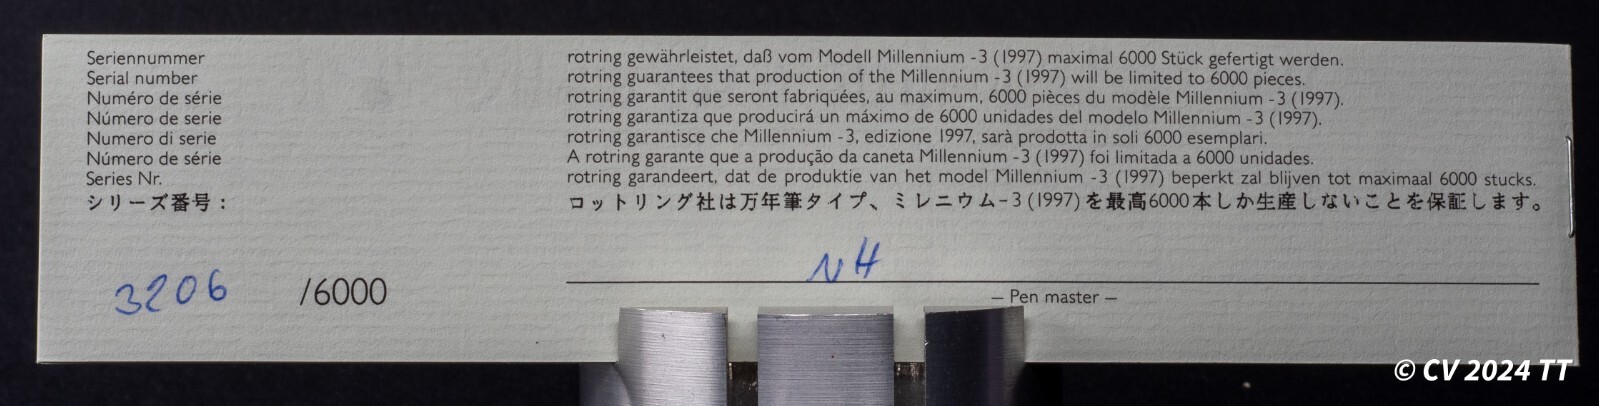 Seriennummer
Serial number
Numéro de série
Número de serie
Numero di serie
Número de série
Series Nr.
シリーズ番号：
3206 /6000
rotring gewährleistet, daß vom Modell Millennium -3 (1997) maximal 6000 Stück gefertigt werden.
rotring guarantees that production of the Millennium -3 (1997) will be limited to 6000 pieces.
rotring garantit que seront fabriquées, au maximum, 6000 pièces du modèle Millennium -3 (1997).
rotring garantiza que producirá un máximo de 6000 unidades del modelo Millennium -3 (1997).
rotring garantisce che Millennium -3, edizione 1997, sarà prodotta in soli 6000 esemplari.
A rotring garante que a produção da caneta Millennium -3 (1997) foi limitada a 6000 unidades.
rotring garandeert, dat de produktie van het model Millennium -3 (1997) beperkt zal blijven tot maximaal 6000 stucks.
ロットリング社は万年筆タイプ、ミレニウム-3 (1997)を最高6000本しか生産しないことを保証します。
NH
– Pen master –
© CV 2024 TT